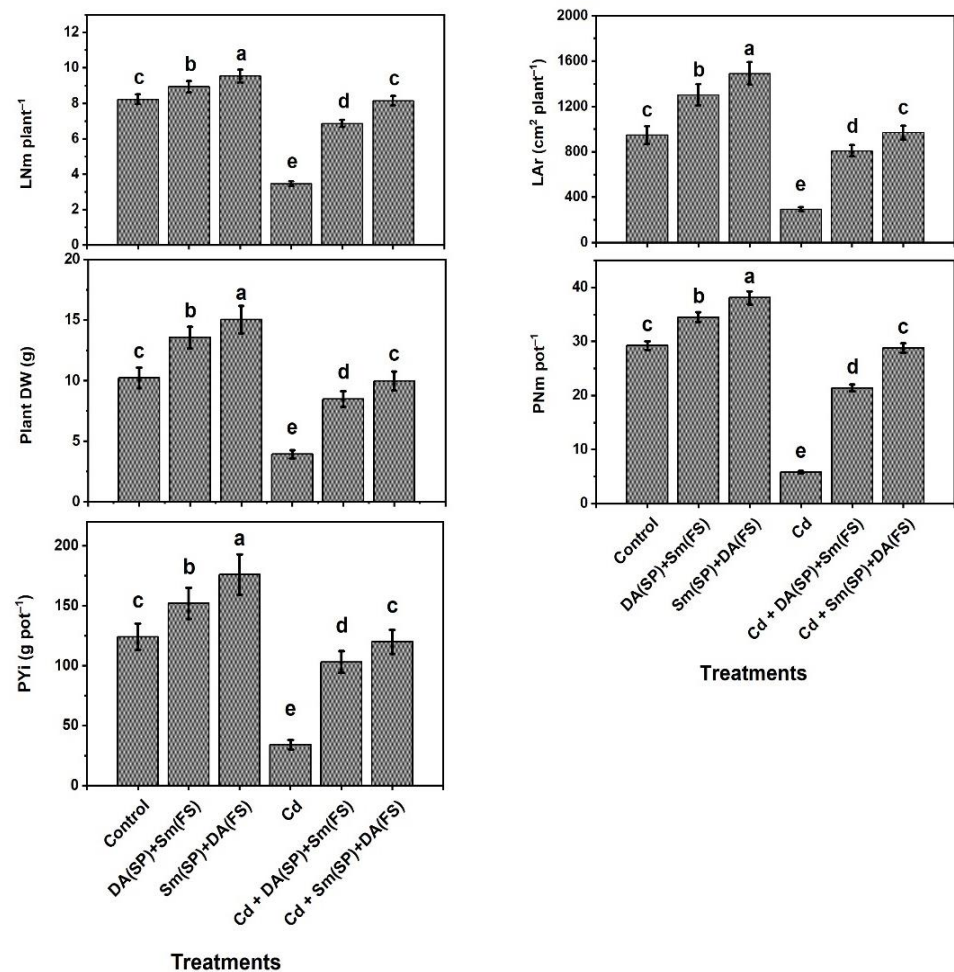 LNm plant⁻¹
12
10
8
6
4
2
0
c
b
a
e
d
c
Plant DW (g)
20
15
10
5
0
c
b
a
e
d
c
PYi (g pot⁻¹)
200
150
100
50
0
c
b
a
e
d
c
Control
DA(SP)+Sm(FS)
Sm(SP)+DA(FS)
Cd
Cd + DA(SP)+Sm(FS)
Cd + Sm(SP)+DA(FS)
Treatments
LAr (cm² plant⁻¹)
2000
1600
1200
800
400
0
c
b
a
e
d
c
PNm pot⁻¹
40
30
20
10
0
c
b
a
e
d
c
Control
DA(SP)+Sm(FS)
Sm(SP)+DA(FS)
Cd
Cd + DA(SP)+Sm(FS)
Cd + Sm(SP)+DA(FS)
Treatments